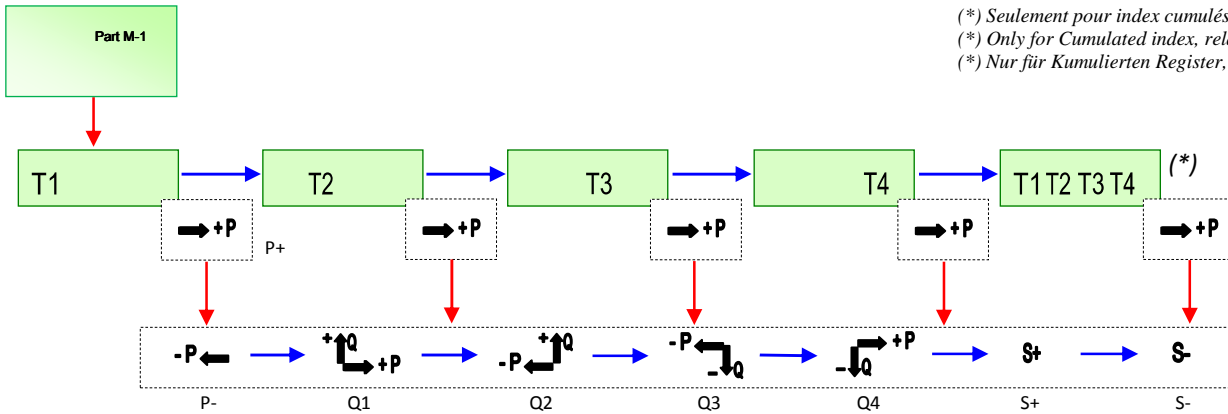 Part M-1
(*) Seulement pour index cumulés
(*) Only for Cumulated index, rela
(*) Nur für Kumulierten Register,
T1
T2
T3
T4
T1 T2 T3 T4
(*)
+P
+P
+P
+P
+P
P+
-P
+Q
+P
+Q
-P
-P
-Q
+P
-Q
S+
S-
P-
Q1
Q2
Q3
Q4
S+
S-